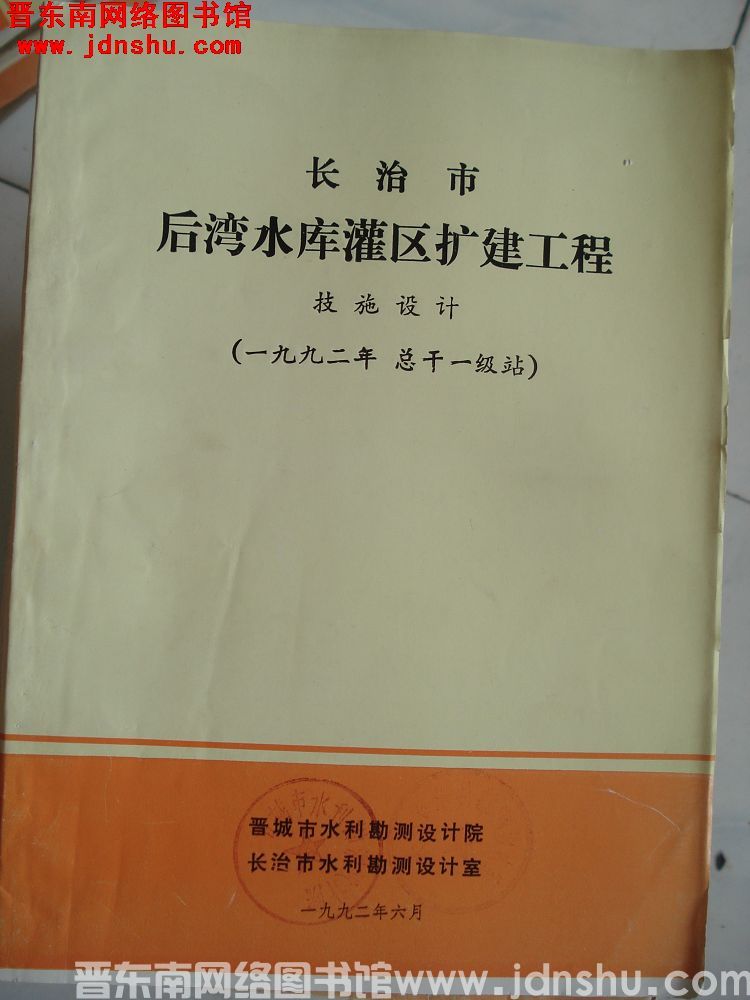 晋东南网络图书馆
www.jdnshu.com
长治市
后湾水库灌区扩建工程
技施设计
(一九九二年 总干一级站)
晋城市水利勘测设计院
长治市水利勘测设计室
一九九二年六月
晋东南网络图书馆www.jdnshu.com